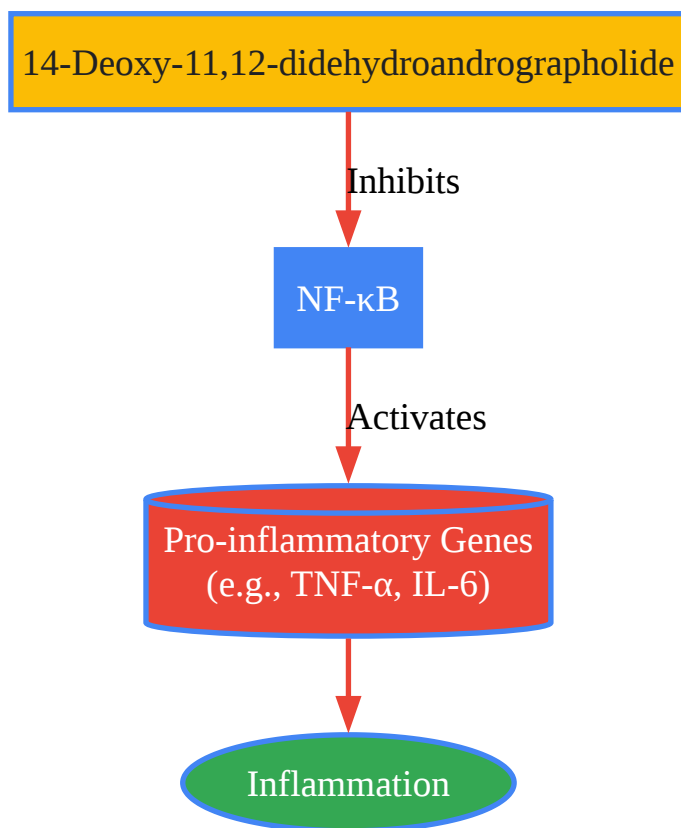 14-Deoxy-11,12-didehydroandrographolide
Inhibits
NF-κB
Activates
Pro-inflammatory Genes
(e.g., TNF-α, IL-6)
Inflammation